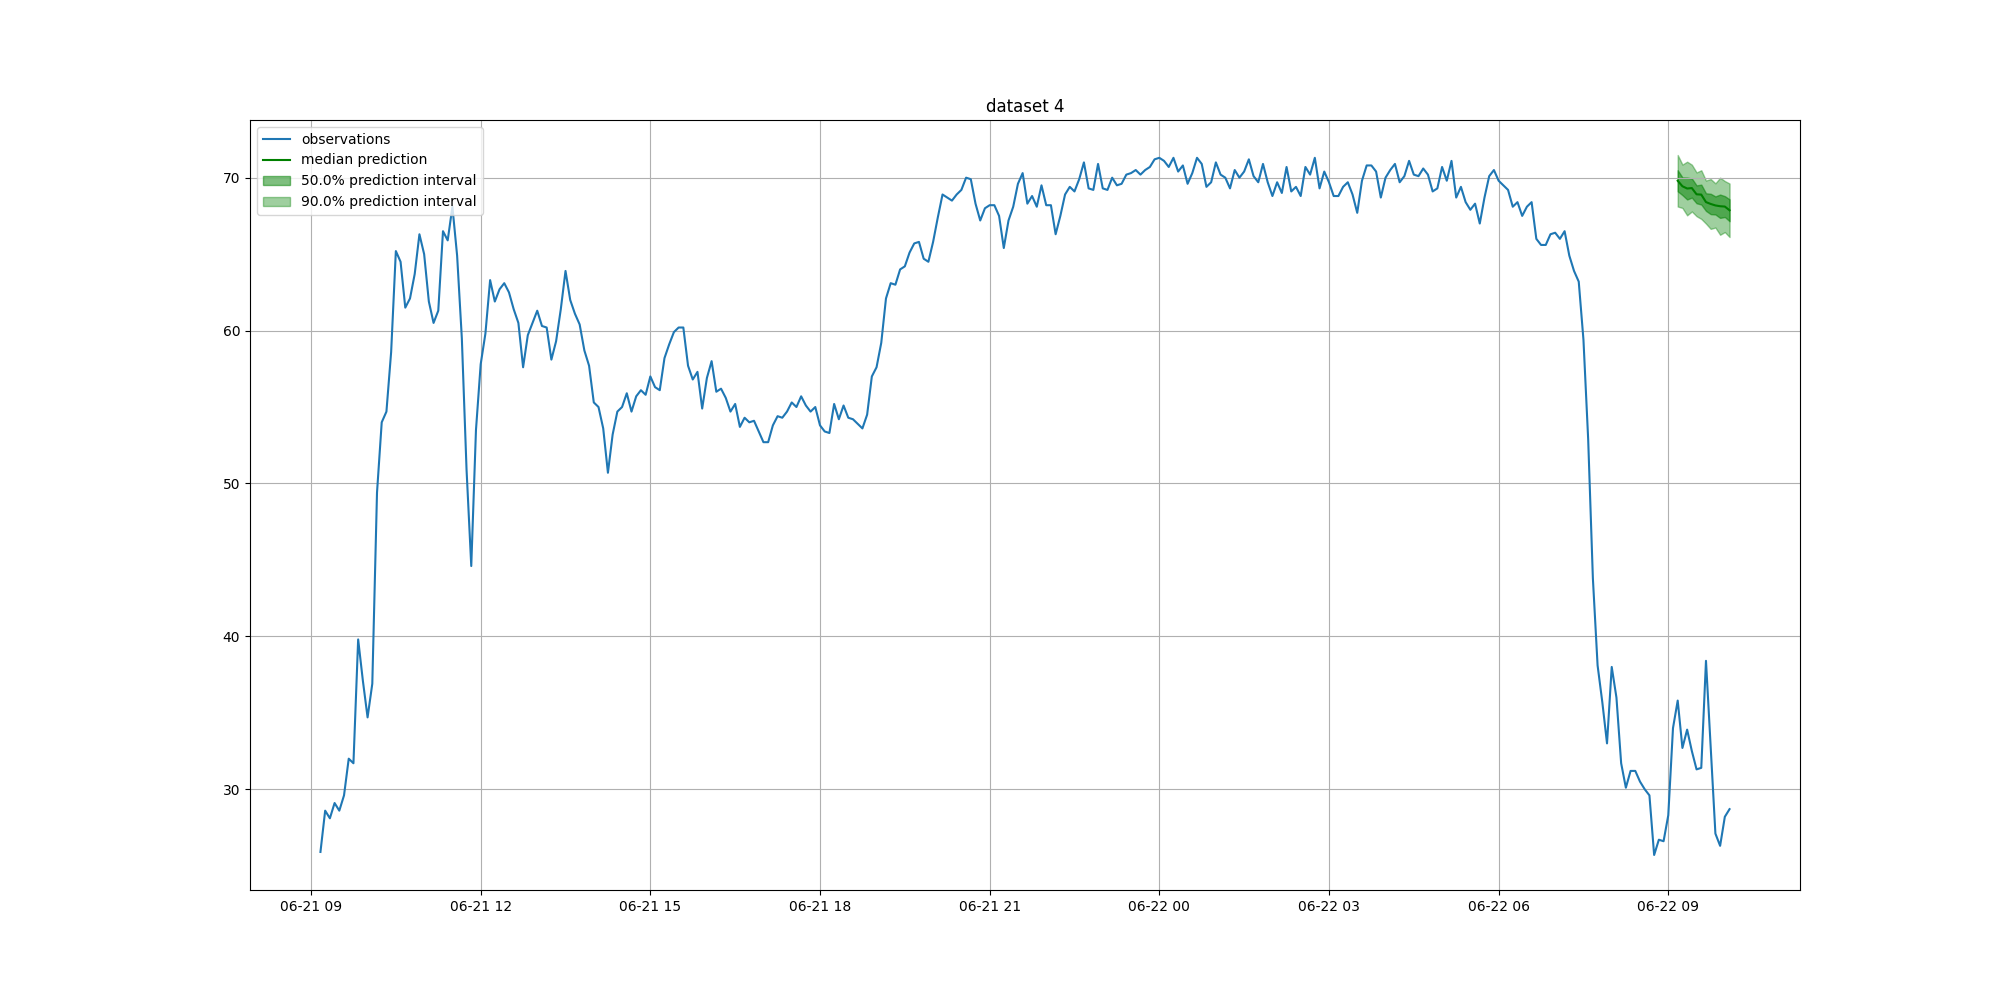 dataset 4
observations
median prediction
50.0% prediction interval
90.0% prediction interval
70
60
50
40
30
06-21 09
06-21 12
06-21 15
06-21 18
06-21 21
06-22 00
06-22 03
06-22 06
06-22 09